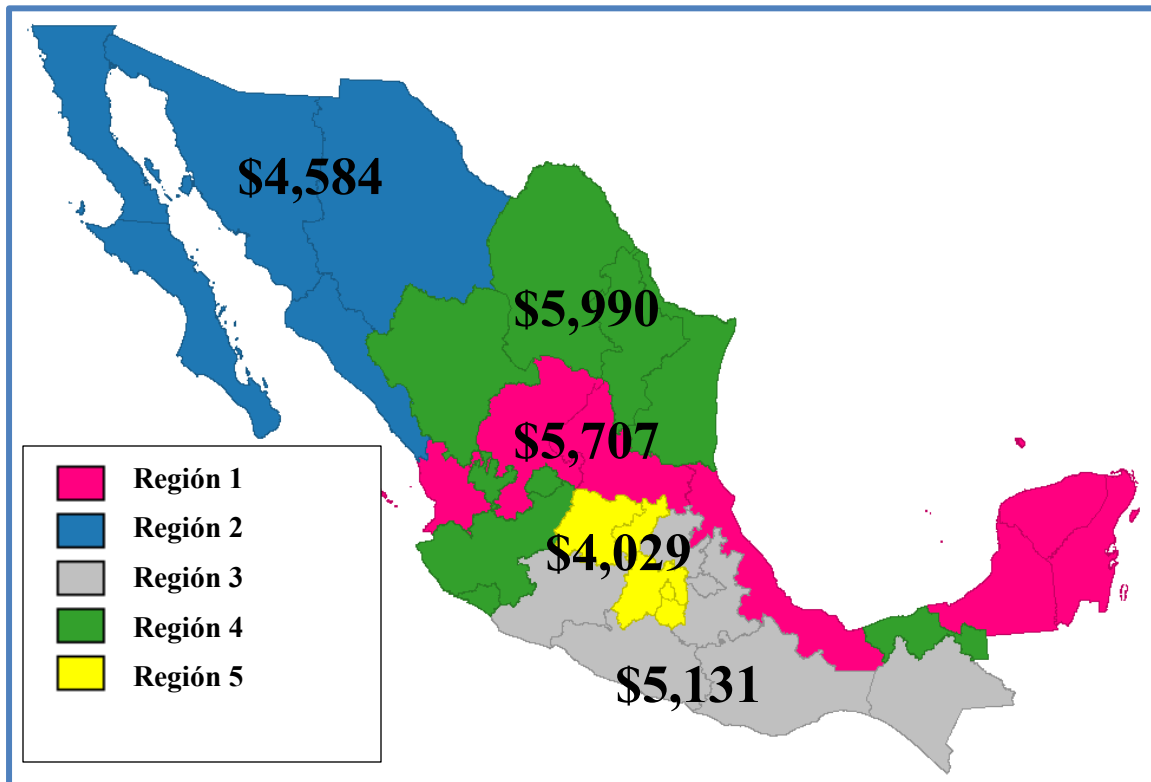 $4,584
$5,990
$5,707
$4,029
$5,131
Región 1
Región 2
Región 3
Región 4
Región 5